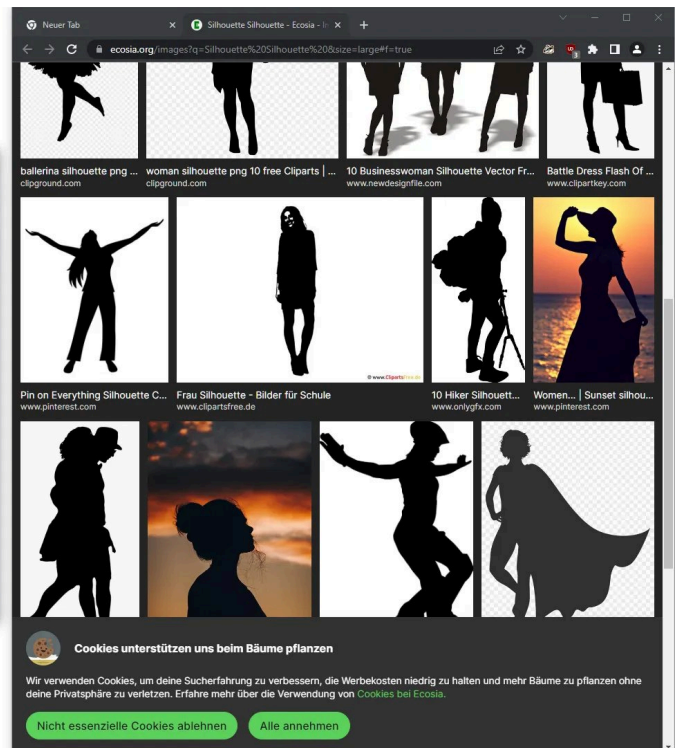 Neuer Tab
Silhouette Silhouette - Ecosia - In
ecosia.org/images?q=Silhouette%20Silhouette%20&size=large#f=true
3
ballerina silhouette png ...
clipground.com
woman silhouette png 10 free Cliparts | ...
clipground.com
10 Businesswoman Silhouette Vector Fr...
www.newdesignfile.com
Battle Dress Flash Of ...
www.clipartkey.com
© www.ClipartsFree.de
Pin on Everything Silhouette C...
www.pinterest.com
Frau Silhouette - Bilder für Schule
www.clipartsfree.de
10 Hiker Silhouett...
www.onlygfx.com
Women... | Sunset silhou...
www.pinterest.com
Cookies unterstützen uns beim Bäume pflanzen
Wir verwenden Cookies, um deine Sucherfahrung zu verbessern, die Werbekosten niedrig zu halten und mehr Bäume zu pflanzen ohne
deine Privatsphäre zu verletzen. Erfahre mehr über die Verwendung von Cookies bei Ecosia.
Nicht essenzielle Cookies ablehnen
Alle annehmen